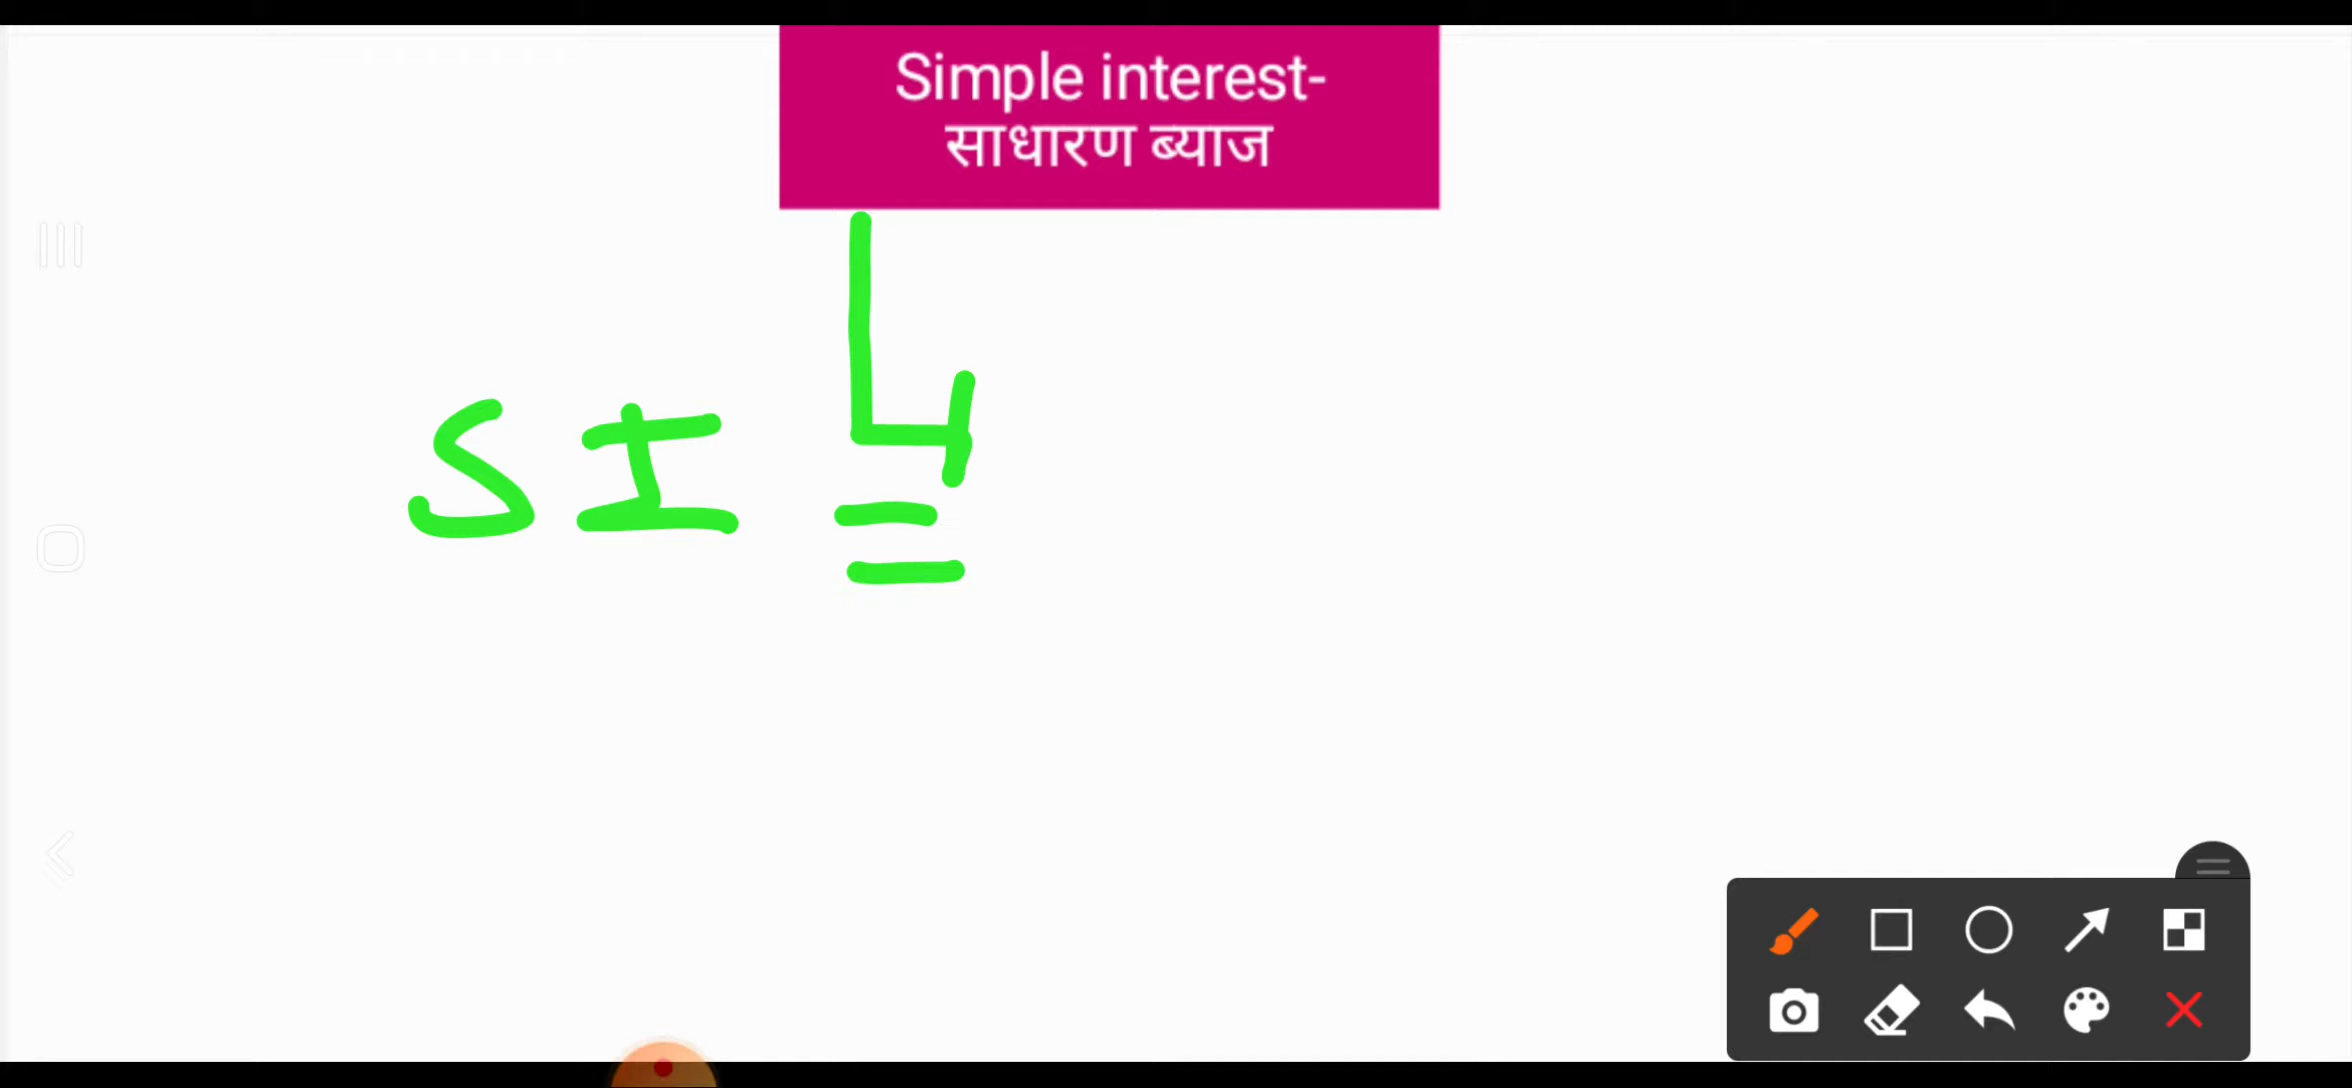 Simple interest-
साधारण ब्याज
SI =